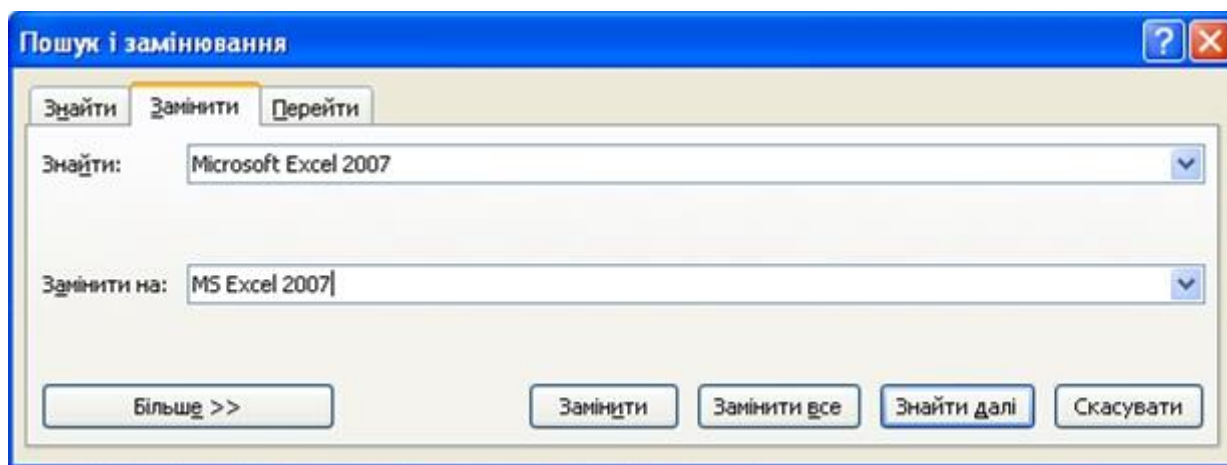 Пошук і замінювання
Знайти Замінити Перейти
Знайти: Microsoft Excel 2007
Замінити на: MS Excel 2007
Більше >> Замінити Замінити все Знайти далі Скасувати